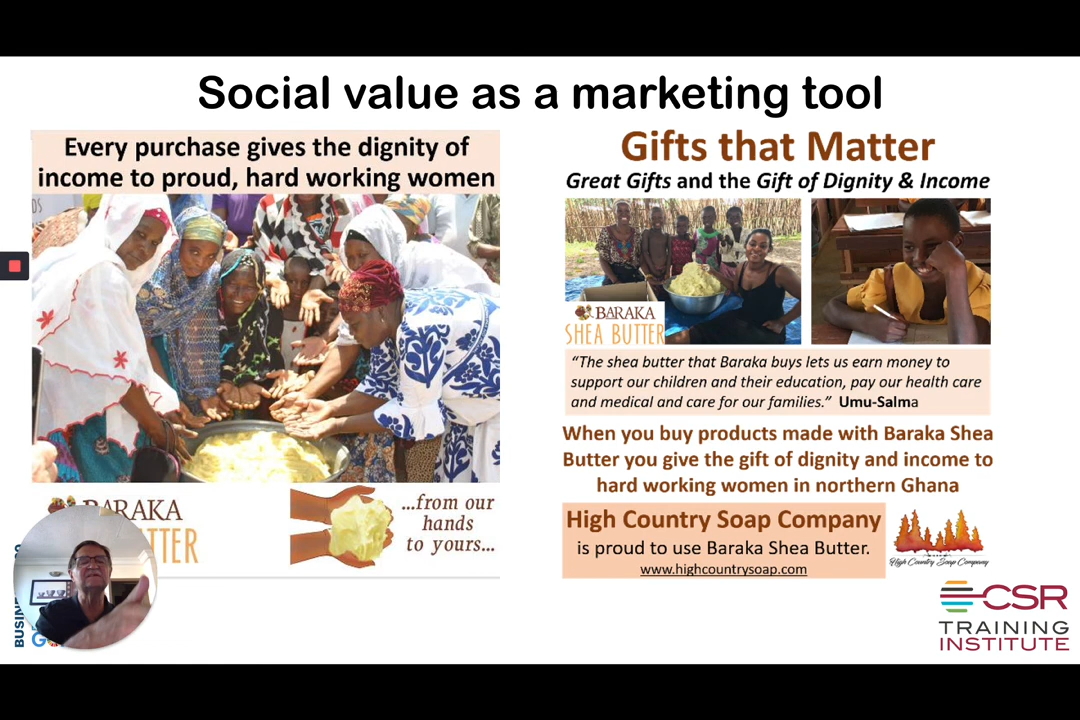 Social value as a marketing tool
Every purchase gives the dignity of
income to proud, hard working women
DS
BARAKA
TTER
...from our
hands
to yours...
BUSIN
Gifts that Matter
Great Gifts and the Gift of Dignity & Income
BARAKA
SHEA BUTTER
"The shea butter that Baraka buys lets us earn money to
support our children and their education, pay our health care
and medical and care for our families." Umu-Salma
When you buy products made with Baraka Shea
Butter you give the gift of dignity and income to
hard working women in northern Ghana
High Country Soap Company
is proud to use Baraka Shea Butter.
www.highcountrysoap.com
High Country Soap Company
CSR
TRAINING
INSTITUTE